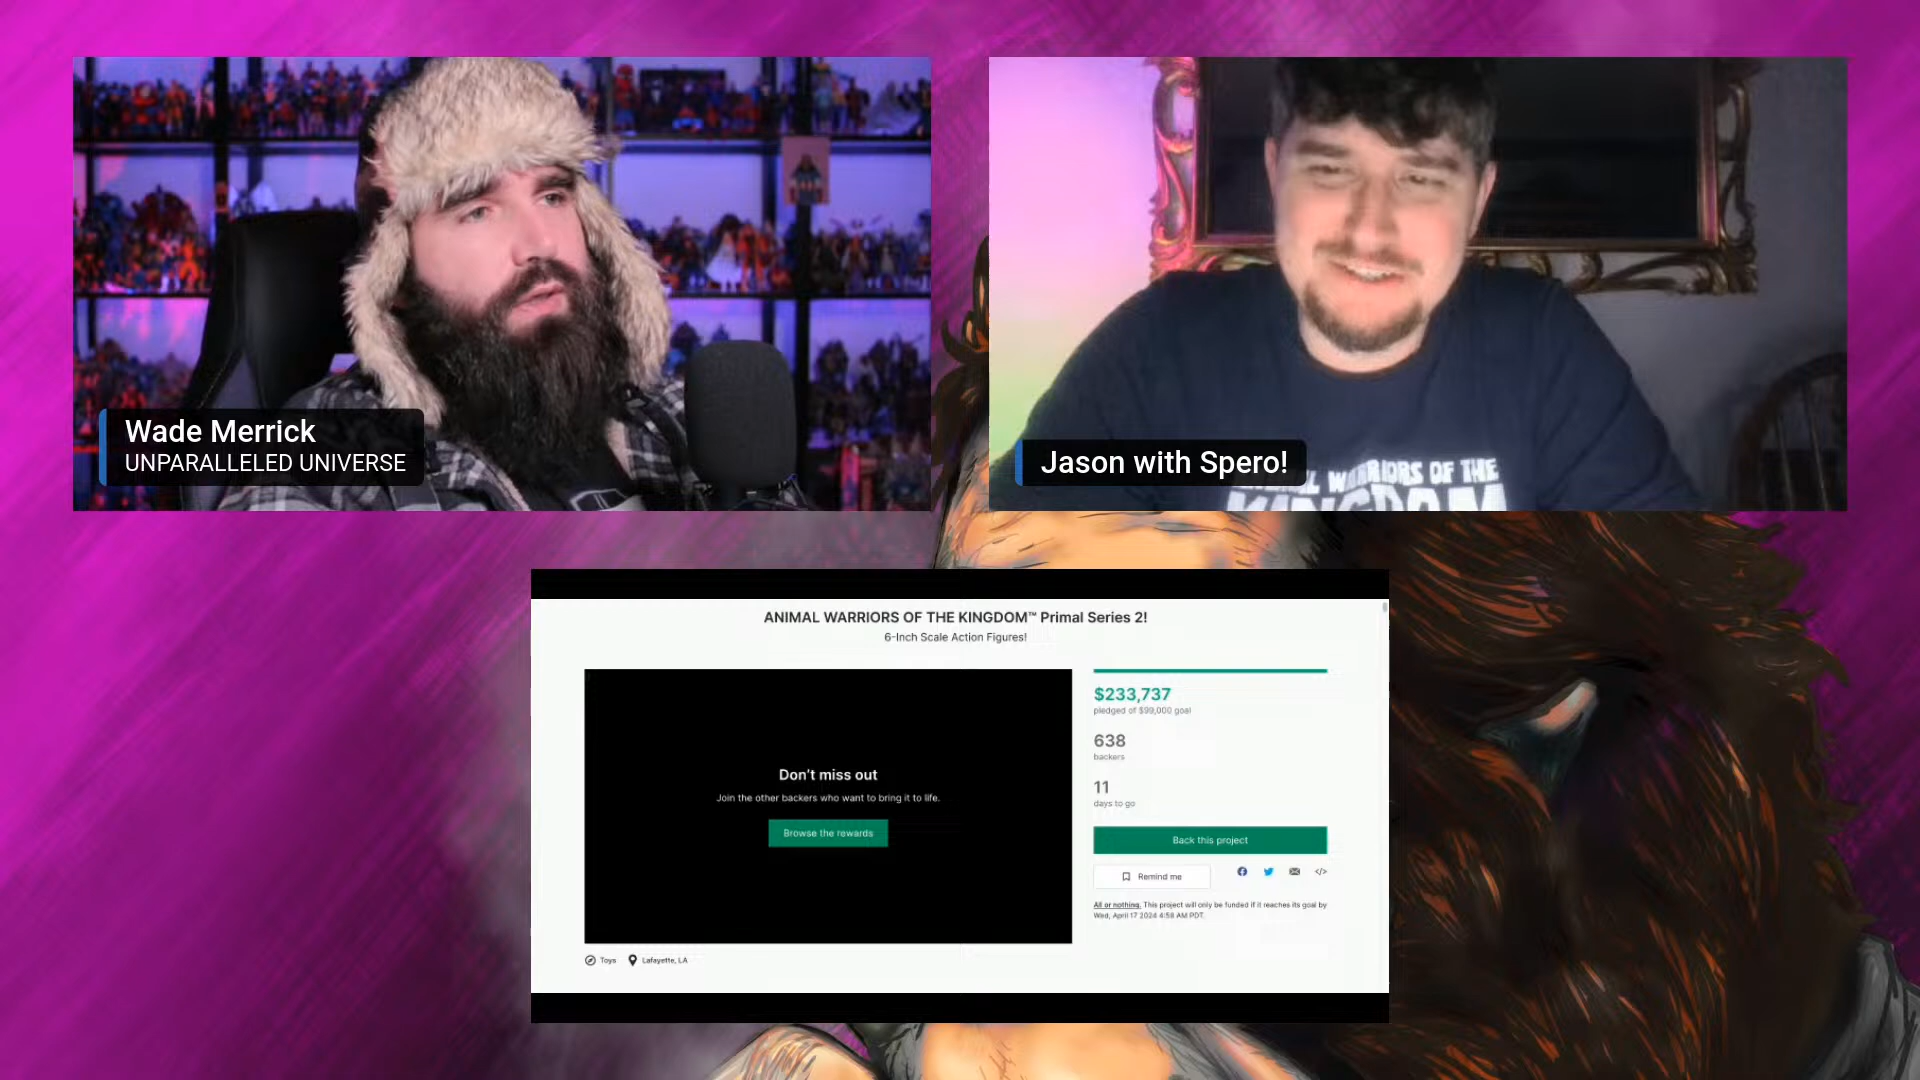 Wade Merrick
UNPARALLELED UNIVERSE
Jason with Spero!
WARRIORS OF THE
KINGDOM
ANIMAL WARRIORS OF THE KINGDOM™ Primal Series 2!
6-Inch Scale Action Figures!
Don't miss out
Join the other backers who want to bring it to life.
Browse the rewards
$233,737
pledged of $99,000 goal
638
backers
11
days to go
Back this project
Remind me
</>
All or nothing. This project will only be funded if it reaches its goal by
Wed, April 17 2024 4:58 AM PDT.
Toys
Lafayette, LA